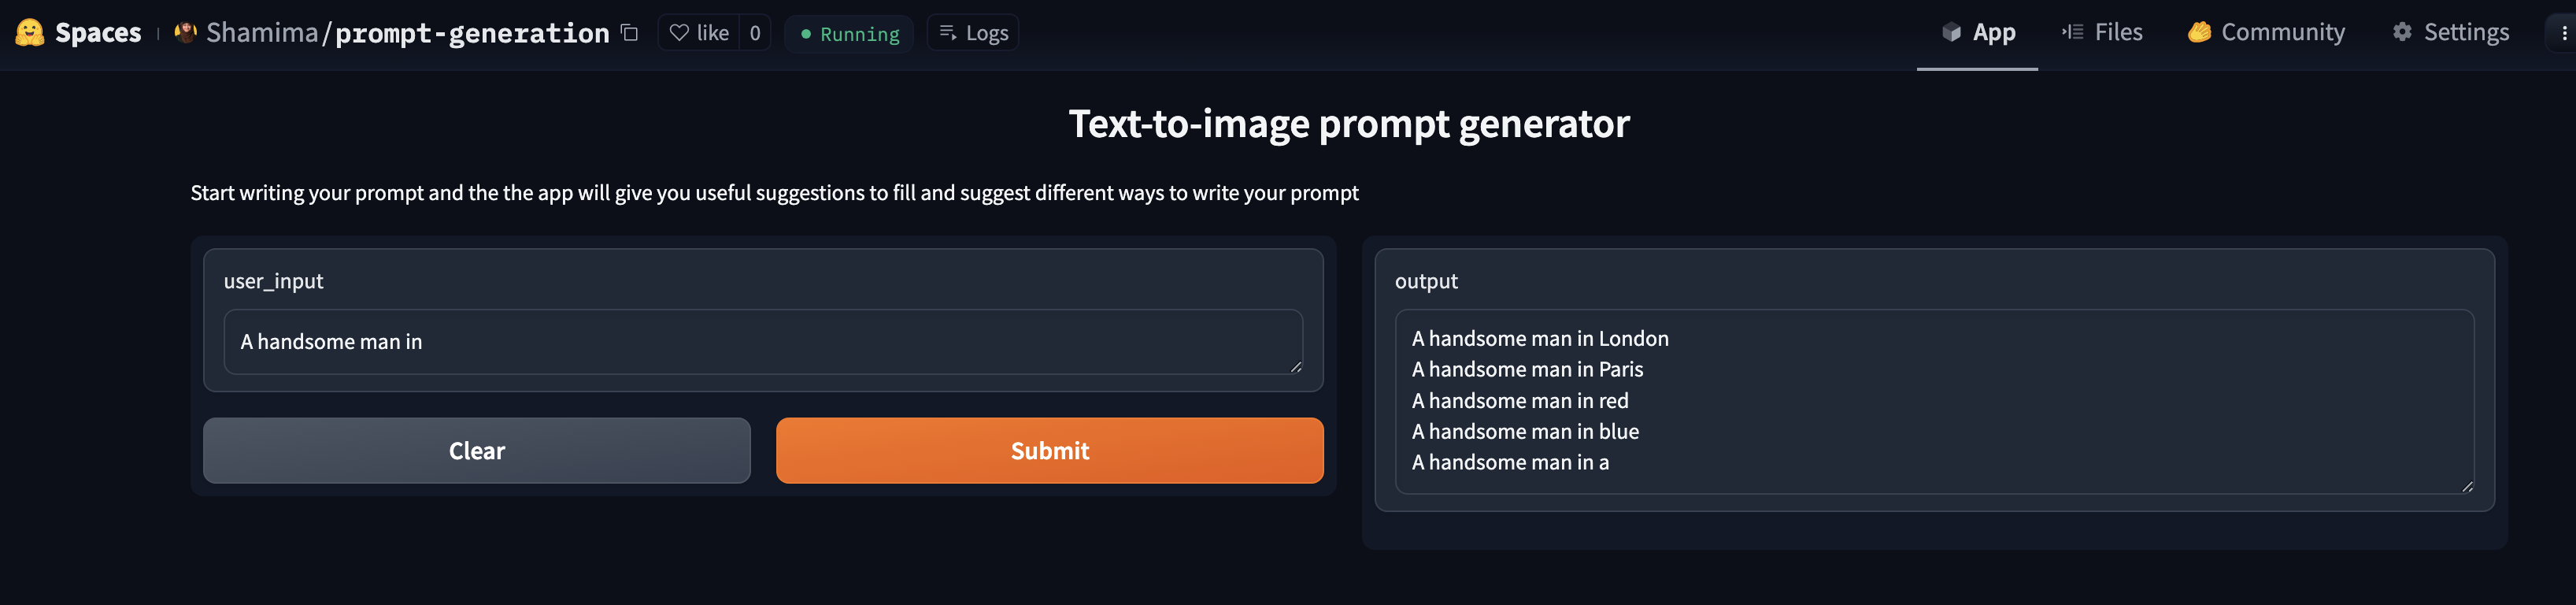 Spaces Shamima/prompt-generation like 0 Running Logs App Files Community Settings
Text-to-image prompt generator
Start writing your prompt and the the app will give you useful suggestions to fill and suggest different ways to write your prompt
user_input
A handsome man in
Clear Submit
output
A handsome man in London
A handsome man in Paris
A handsome man in red
A handsome man in blue
A handsome man in a